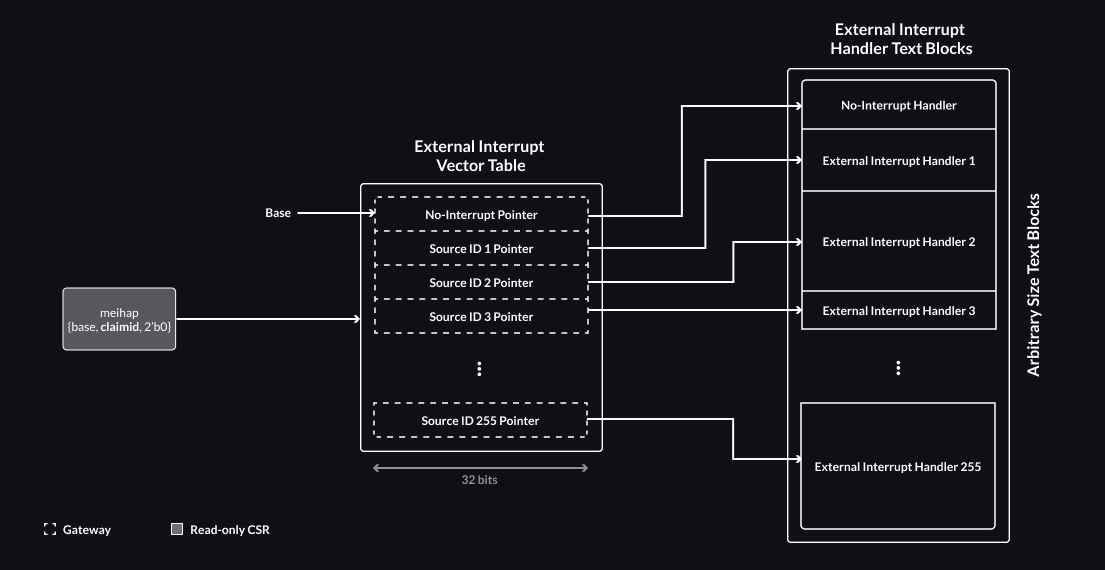 External Interrupt
Handler Text Blocks
No-Interrupt Handler
External Interrupt Handler 1
External Interrupt Handler 2
External Interrupt Handler 3
External Interrupt Handler 255
Arbitrary Size Text Blocks
External Interrupt
Vector Table
Base
No-Interrupt Pointer
Source ID 1 Pointer
Source ID 2 Pointer
Source ID 3 Pointer
Source ID 255 Pointer
32 bits
meihap
{base, claimid, 2'b0}
Gateway
Read-only CSR